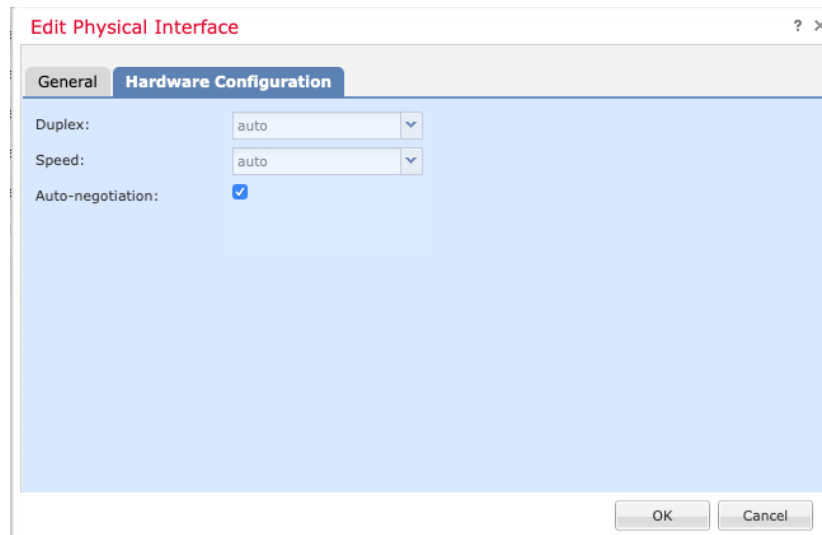 Edit Physical Interface ?
General Hardware Configuration
Duplex: auto
Speed: auto
Auto-negotiation:
OK Cancel